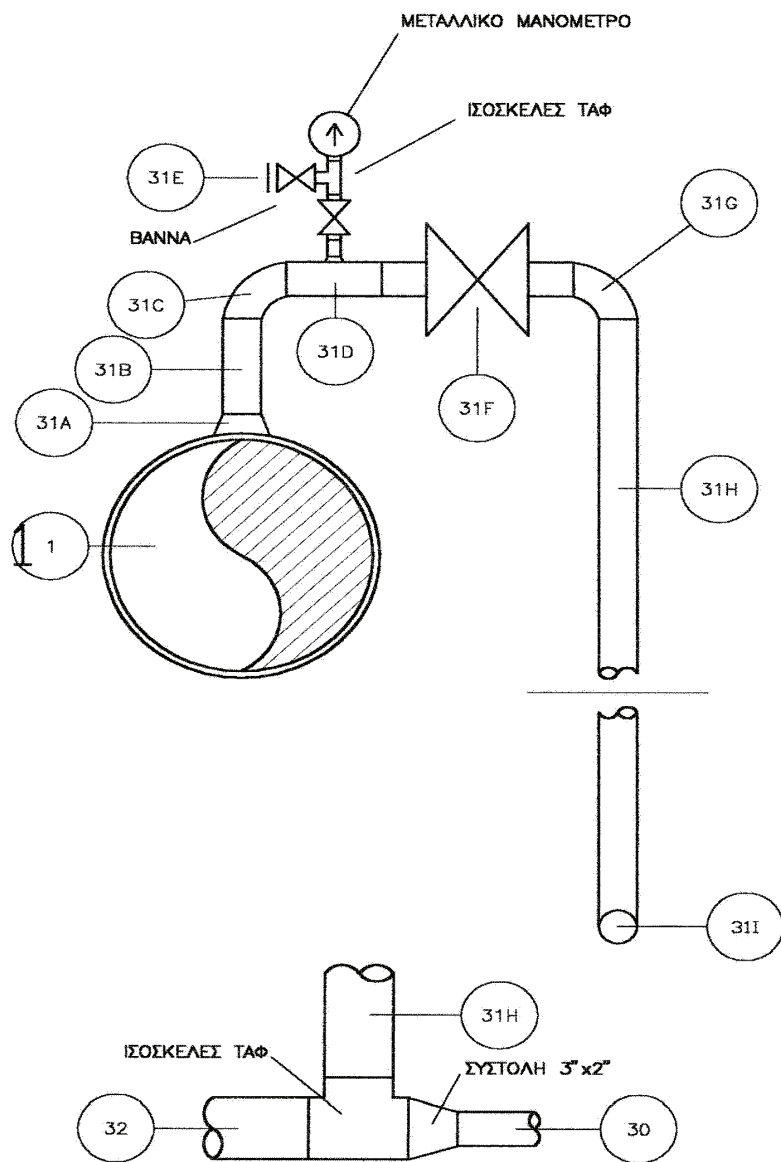 ΜΕΤΑΛΛΙΚΟ ΜΑΝΟΜΕΤΡΟ
ΙΣΟΣΚΕΛΕΣ ΤΑΦ
31E
31G
ΒΑΝΝΑ
31C
31D
31B
31F
31A
31H
1 1
31I
31H
ΙΣΟΣΚΕΛΕΣ ΤΑΦ
ΣΥΣΤΟΛΗ 3"x2"
32
30